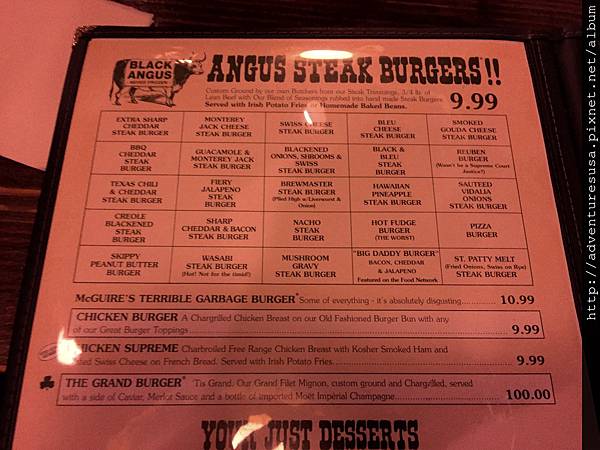 BLACK
ANGUS
NEVER FROZEN
ANGUS STEAK BURGERS!!
Custom Ground by our own Butchers from our Steak Trimmings, 3/4 lb. of
Lean Beef with Our Blend of Seasonings rubbed into hand made Steak Burgers.
Served with Irish Potato Fries or Homemade Baked Beans.
9.99
EXTRA SHARP
CHEDDAR
STEAK BURGER
MONTEREY
JACK CHEESE
STEAK BURGER
SWISS CHEESE
STEAK BURGER
BLEU
CHEESE
STEAK BURGER
SMOKED
GOUDA CHEESE
STEAK BURGER
BBQ
CHEDDAR
STEAK
BURGER
GUACAMOLE &
MONTEREY JACK
STEAK BURGER
BLACKENED
ONIONS, SHROOMS &
SWISS
STEAK BURGER
BLACK &
BLEU
STEAK
BURGER
REUBEN
BURGER
(Wasn't he a Supreme Court
Justice?)
TEXAS CHILI
& CHEDDAR
STEAK BURGER
FIERY
JALAPENO
STEAK
BURGER
BREWMASTER
STEAK BURGER
(Piled High w/Liverwurst &
Onion)
HAWAIIAN
PINEAPPLE
STEAK BURGER
SAUTEED
VIDALIA
ONIONS
STEAK BURGER
CREOLE
BLACKENED
STEAK
BURGER
SHARP
CHEDDAR & BACON
STEAK BURGER
NACHO
STEAK
BURGER
HOT FUDGE
BURGER
(THE WORST)
PIZZA
BURGER
SKIPPY
PEANUT BUTTER
BURGER
WASABI
STEAK BURGER
(Hot! Not for the timid!)
MUSHROOM
GRAVY
STEAK BURGER
"BIG DADDY BURGER"
BACON, CHEDDAR
& JALAPENO
Featured on the Food Network
ST. PATTY MELT
(Fried Onions, Swiss on Rye)
STEAK BURGER
McGUIRE'S TERRIBLE GARBAGE BURGER* Some of everything - it's absolutely disgusting.......... 10.99
CHICKEN BURGER A Chargrilled Chicken Breast on our Old Fashioned Burger Bun with any
of our Great Burger Toppings.......... 9.99
CHICKEN SUPREME Charbroiled Free Range Chicken Breast with Kosher Smoked Ham and
Swiss Cheese on French Bread. Served with Irish Potato Fries.......... 9.99
THE GRAND BURGER* 'Tis Grand. Our Grand Filet Mignon, custom ground and Chargrilled, served
with a side of Caviar, Merlot Sauce and a bottle of imported Moët Impérial Champagne.......... 100.00
YOUR JUST DESSERTS
http://adventuresusa.pixnet.net/album